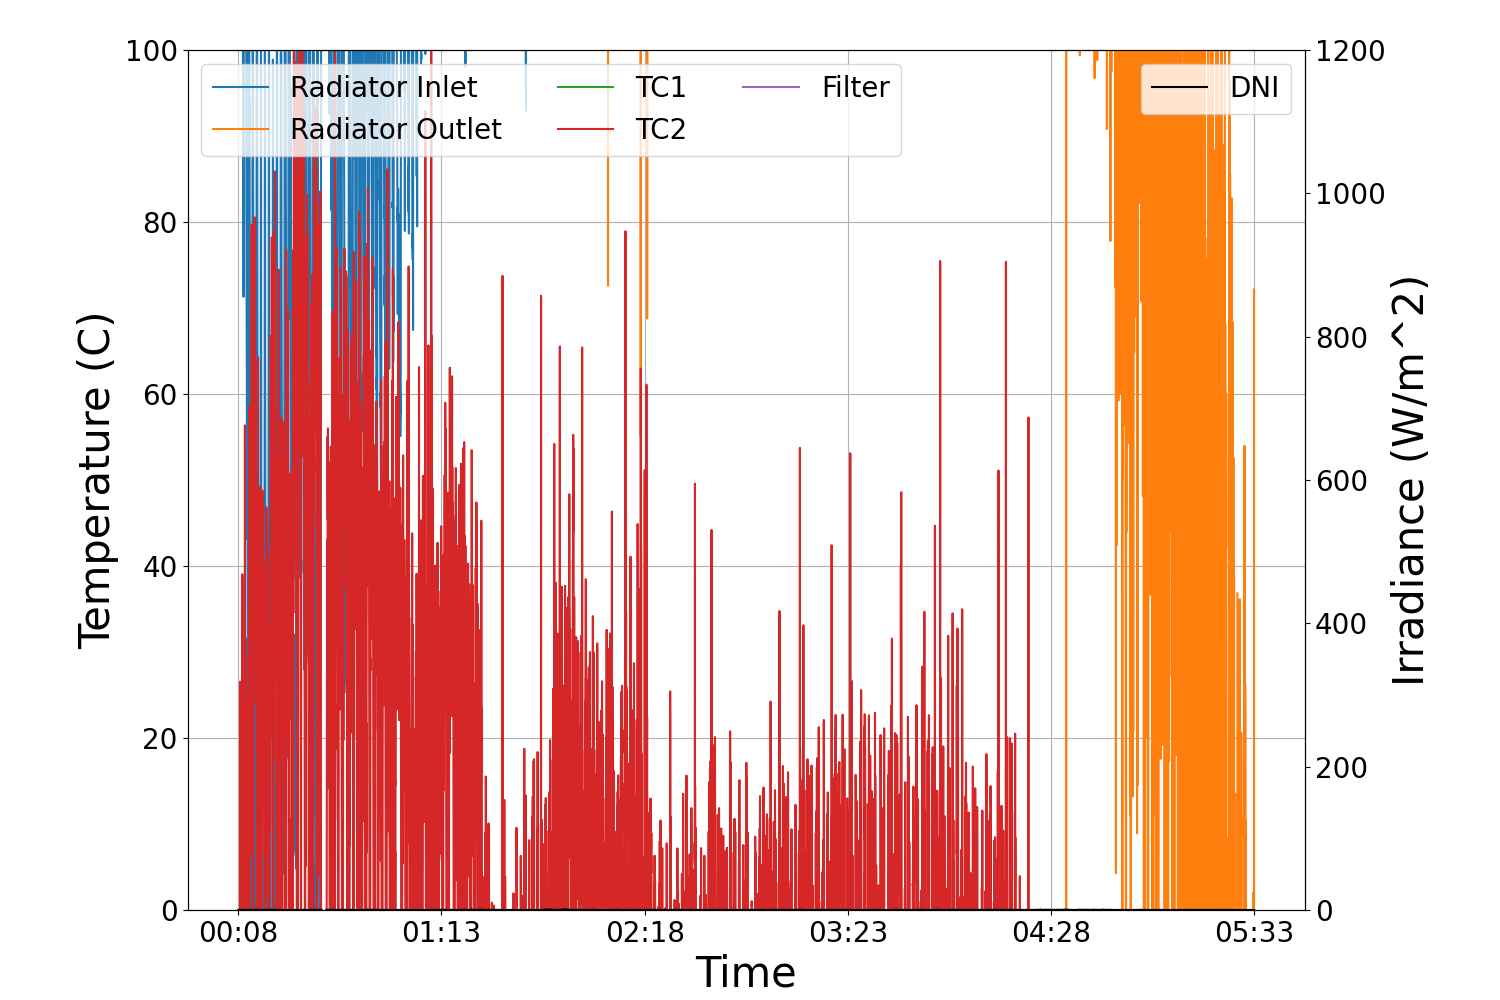 Radiator Inlet
Radiator Outlet
TC1
TC2
Filter
DNI
100
80
60
40
20
0
Temperature (C)
1200
1000
800
600
400
200
0
Irradiance (W/m^2)
00:08 01:13 02:18 03:23 04:28 05:33
Time